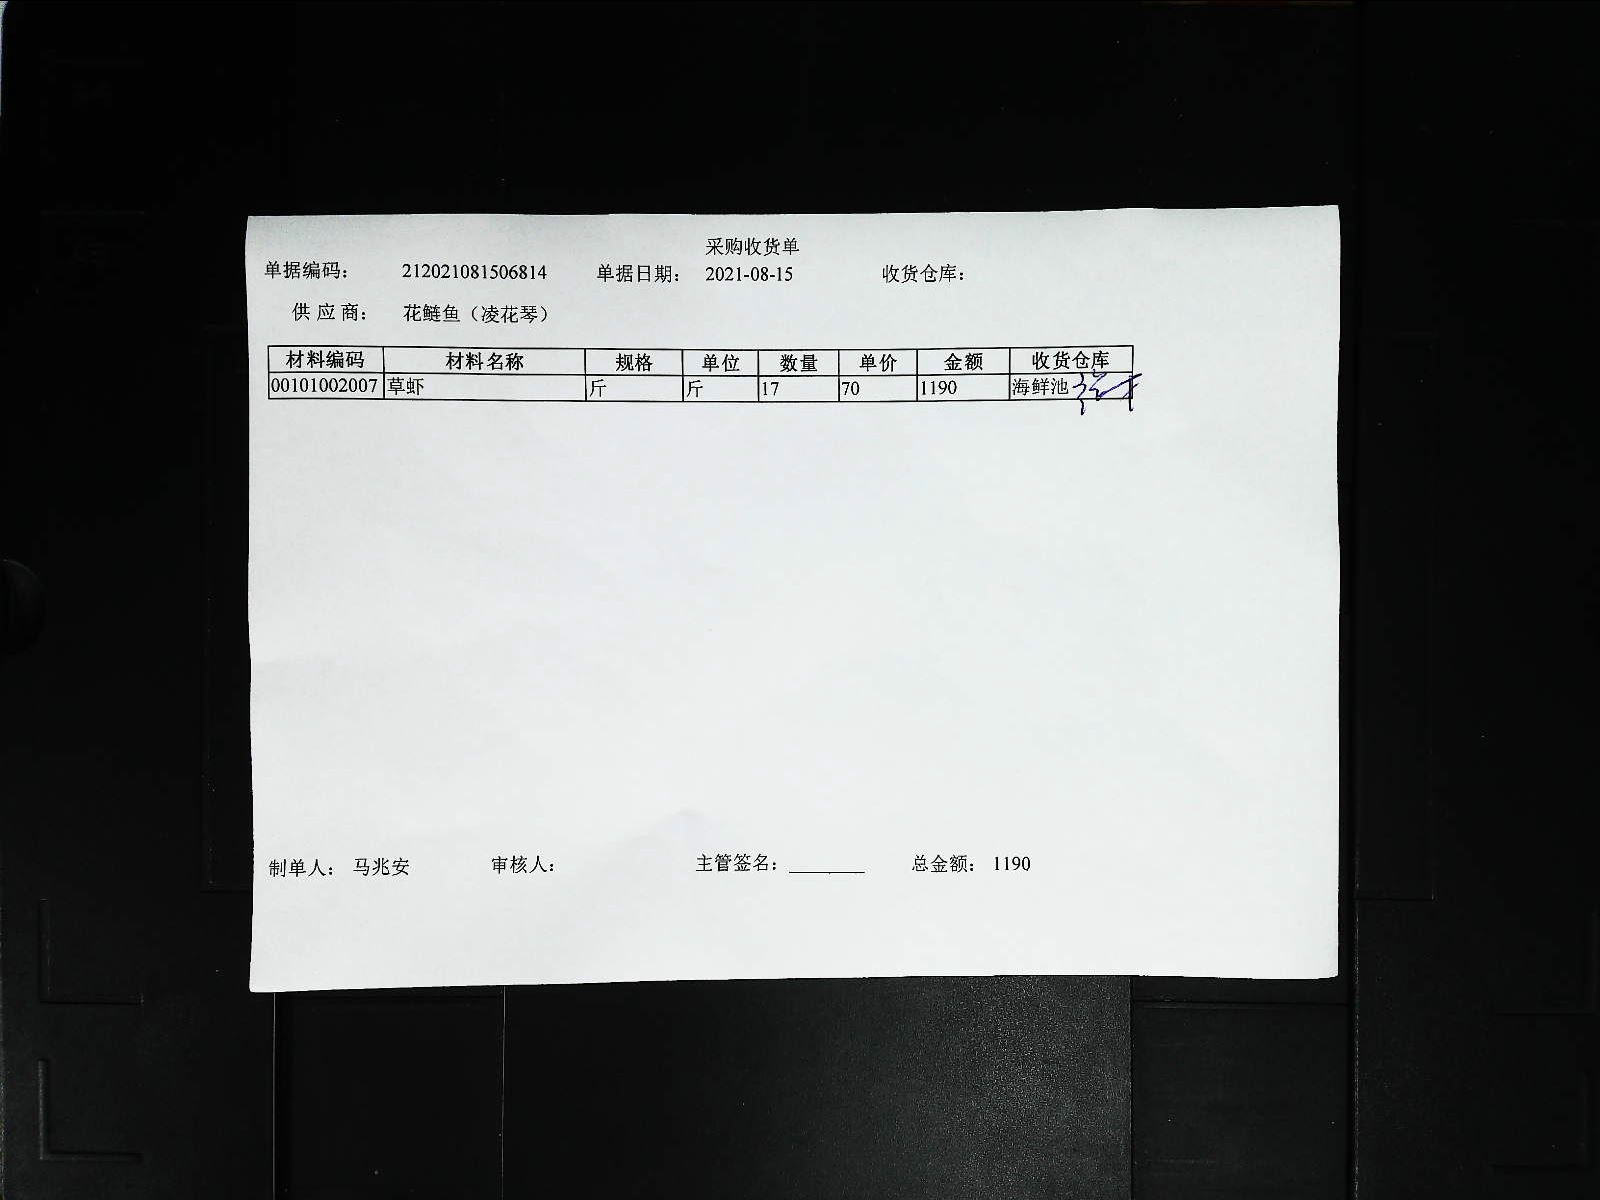 采购收货单
单据编码： 212021081506814 单据日期： 2021-08-15 收货仓库：
供 应 商： 花鲢鱼（凌花琴）
材料编码 材料名称 规格 单位 数量 单价 金额 收货仓库
00101002007 草虾 斤 斤 17 70 1190 海鲜池
制单人： 马兆安 审核人： 主管签名：________ 总金额： 1190